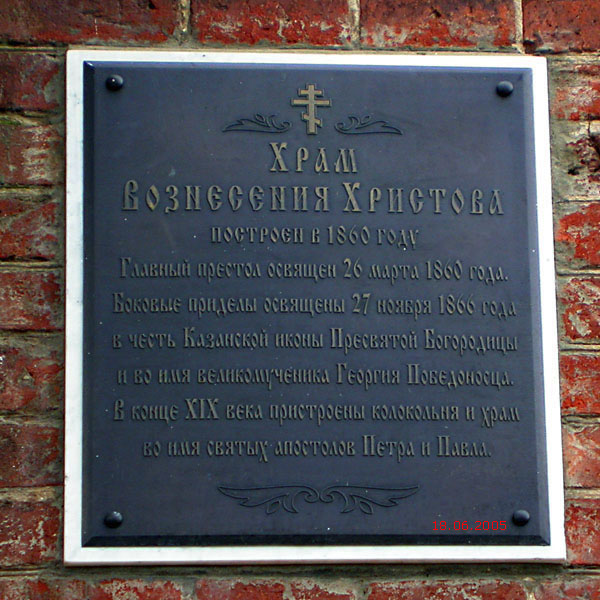 Храм
Вознесения Христова
построен в 1860 году
Главный престол освящен 26 марта 1860 года.
Боковые приделы освящены 27 ноября 1866 года
в честь Казанской иконы Пресвятой Богородицы
и во имя великомученика Георгия Победоносца.
В конце XIX века пристроены колокольня и храм
во имя святых апостолов Петра и Павла.